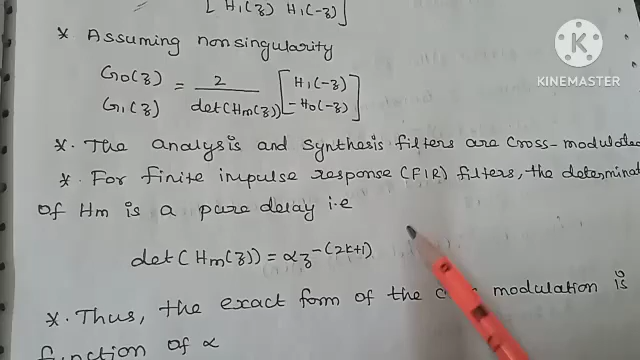 [ H₁(z) H₁(-z) ]
* Assuming nonsingularity
G₀(z) = 2 [ H₁(-z)
G₁(z) det(Hm(z)) -H₀(-z) ]
*. The analysis and synthesis filters are cross-modulated
*. For finite impulse response (FIR) filters, the determinat
of Hm is a pure delay i.e
det(Hm(z)) = αz^-(2k+1)
*. Thus, the exact form of the modulation is
function of α
KINEMASTER